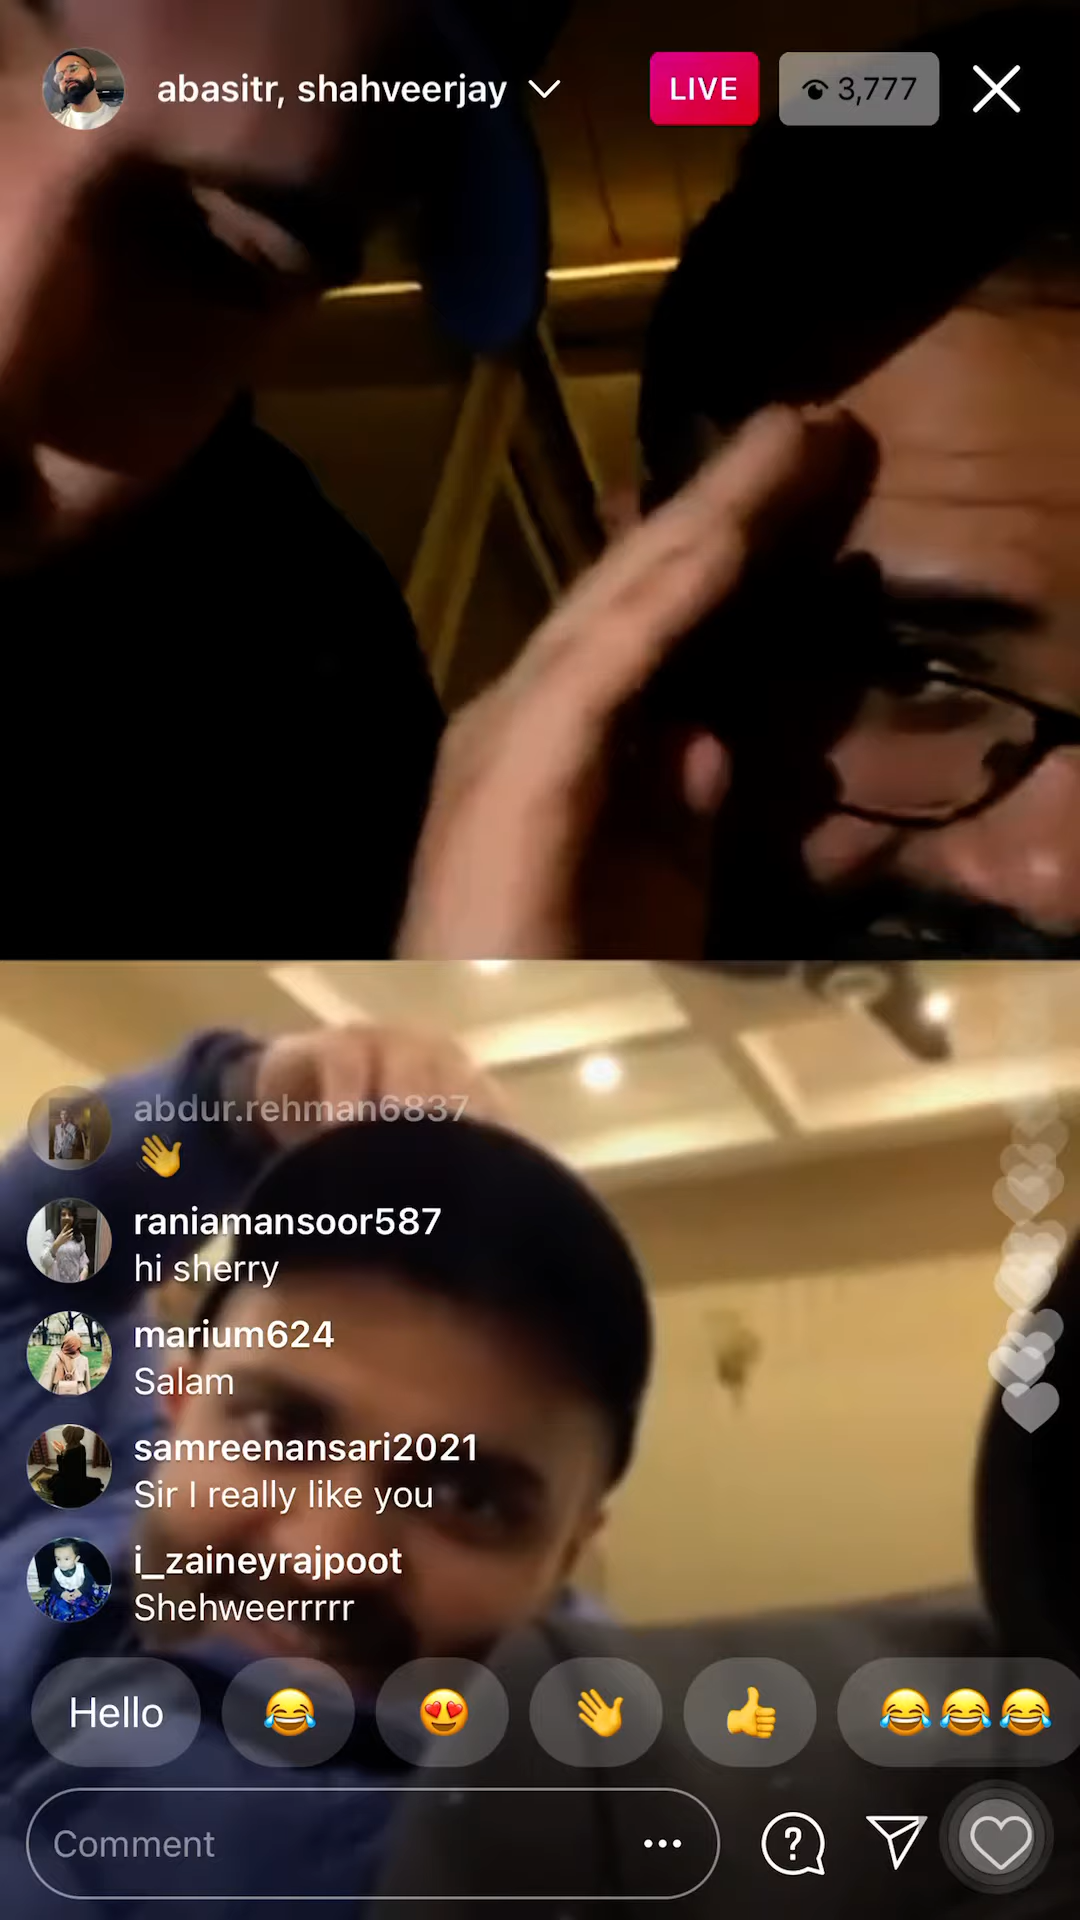 abasitr, shahveerjay
LIVE
3,777
abdur.rehman6837
👋
raniamansoor587
hi sherry
marium624
Salam
samreenansari2021
Sir I really like you
i_zaineyrajpoot
Shehweerrrrr
Hello 😂 😍 👋 👍 😂😂😂
Comment